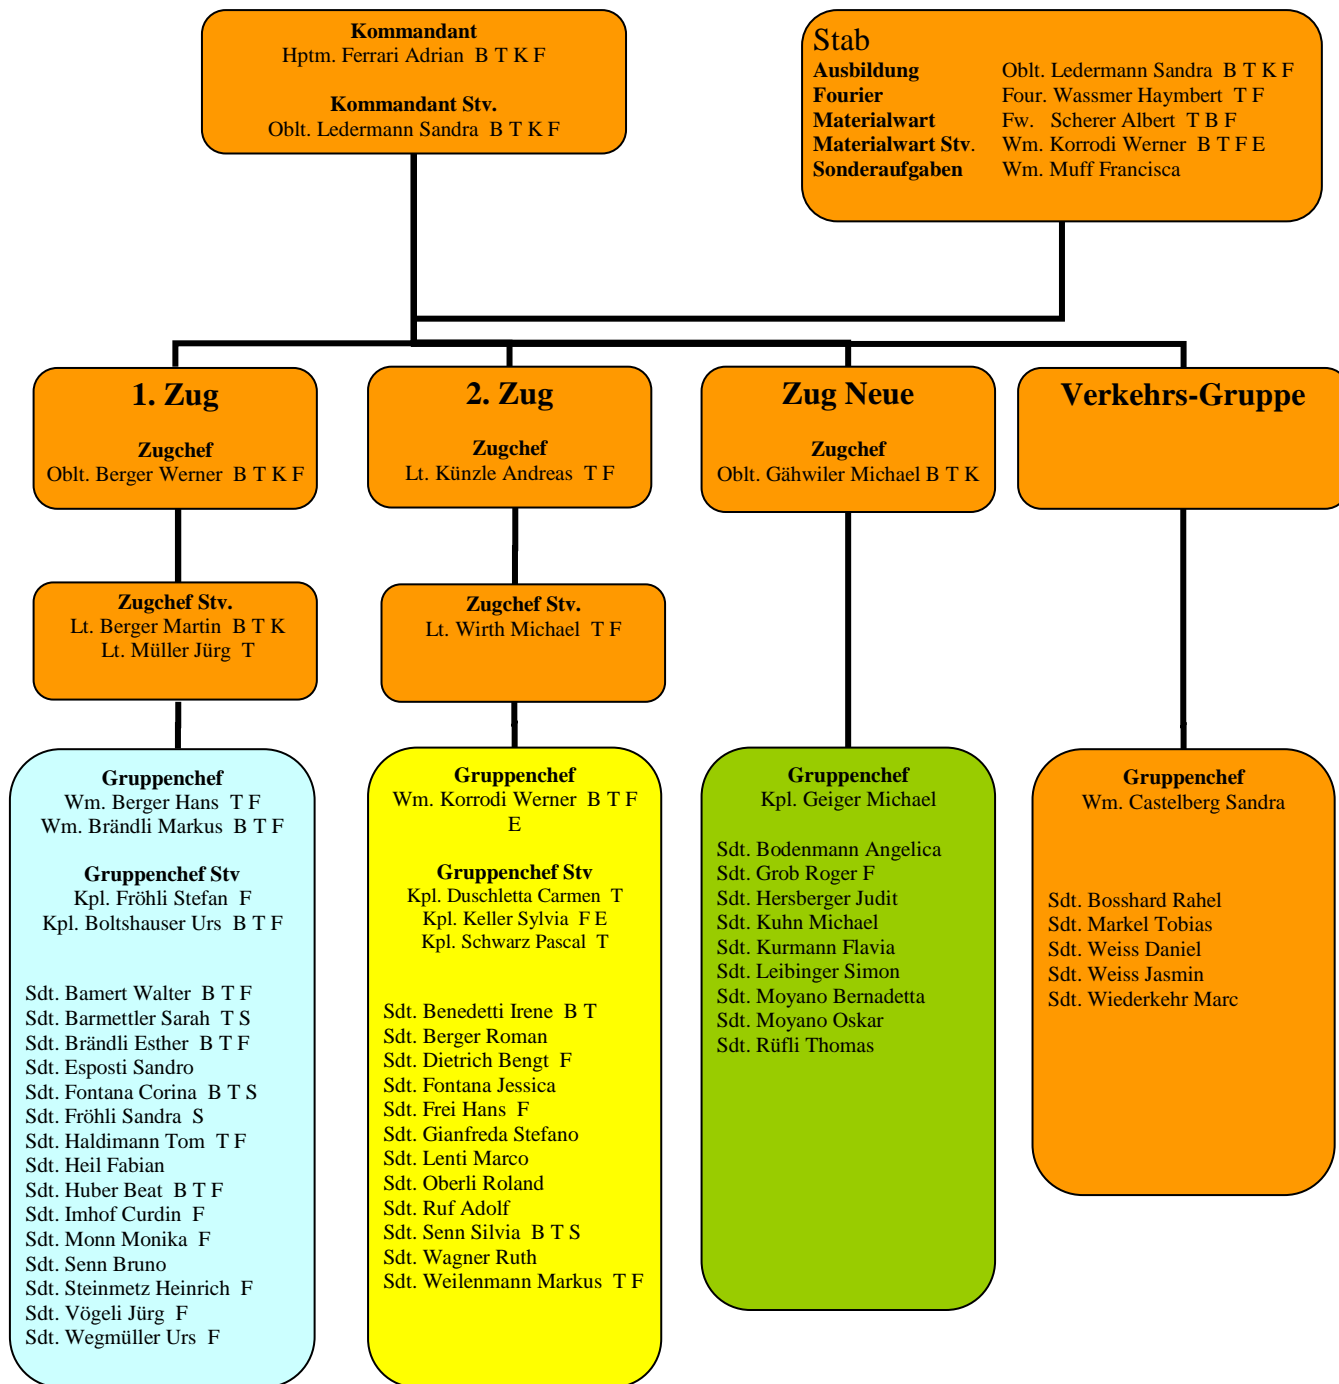 Kommandant
Hptm. Ferrari Adrian B T K F
Kommandant Stv.
Oblt. Ledermann Sandra B T K F
Stab
Ausbildung Oblt. Ledermann Sandra B T K F
Fourier Four. Wassmer Haymbert T F
Materialwart Fw. Scherer Albert T B F
Materialwart Stv. Wm. Korrodi Werner B T F E
Sonderaufgaben Wm. Muff Francisca
1. Zug
Zugchef
Oblt. Berger Werner B T K F
2. Zug
Zugchef
Lt. Künzle Andreas T F
Zug Neue
Zugchef
Oblt. Gähwiler Michael B T K
Verkehrs-Gruppe
Zugchef Stv.
Lt. Berger Martin B T K
Lt. Müller Jürg T
Zugchef Stv.
Lt. Wirth Michael T F
Gruppenchef
Wm. Berger Hans T F
Wm. Brändli Markus B T F
Gruppenchef Stv
Kpl. Fröhli Stefan F
Kpl. Boltshauser Urs B T F
Sdt. Bamert Walter B T F
Sdt. Barmettler Sarah T S
Sdt. Brändli Esther B T F
Sdt. Esposti Sandro
Sdt. Fontana Corina B T S
Sdt. Fröhli Sandra S
Sdt. Haldimann Tom T F
Sdt. Heil Fabian
Sdt. Huber Beat B T F
Sdt. Imhof Curdin F
Sdt. Monn Monika F
Sdt. Senn Bruno
Sdt. Steinmetz Heinrich F
Sdt. Vögeli Jürg F
Sdt. Wegmüller Urs F
Gruppenchef
Wm. Korrodi Werner B T F
E
Gruppenchef Stv
Kpl. Duschletta Carmen T
Kpl. Keller Sylvia F E
Kpl. Schwarz Pascal T
Sdt. Benedetti Irene B T
Sdt. Berger Roman
Sdt. Dietrich Bengt F
Sdt. Fontana Jessica
Sdt. Frei Hans F
Sdt. Gianfreda Stefano
Sdt. Lenti Marco
Sdt. Oberli Roland
Sdt. Ruf Adolf
Sdt. Senn Silvia B T S
Sdt. Wagner Ruth
Sdt. Weilenmann Markus T F
Gruppenchef
Kpl. Geiger Michael
Sdt. Bodenmann Angelica
Sdt. Grob Roger F
Sdt. Hersberger Judit
Sdt. Kuhn Michael
Sdt. Kurmann Flavia
Sdt. Leibinger Simon
Sdt. Moyano Bernadetta
Sdt. Moyano Oskar
Sdt. Rüfli Thomas
Gruppenchef
Wm. Castelberg Sandra
Sdt. Bosshard Rahel
Sdt. Markel Tobias
Sdt. Weiss Daniel
Sdt. Weiss Jasmin
Sdt. Wiederkehr Marc